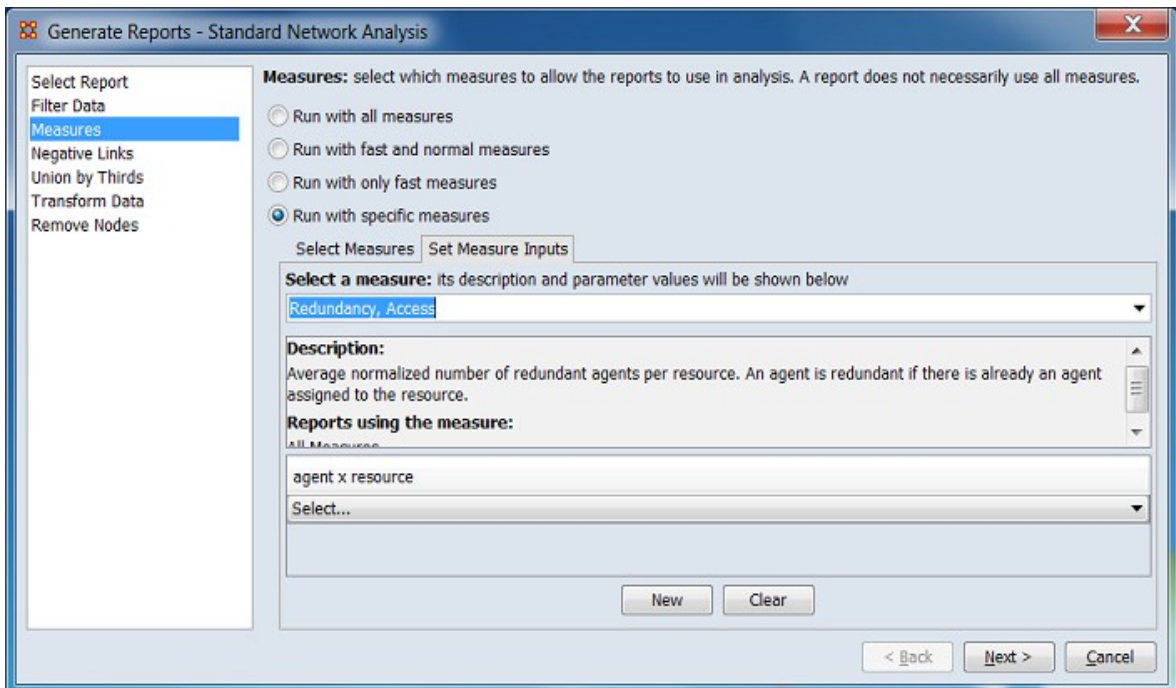 Generate Reports - Standard Network Analysis
Select Report
Filter Data
Measures
Negative Links
Union by Thirds
Transform Data
Remove Nodes
Measures: select which measures to allow the reports to use in analysis. A report does not necessarily use all measures.
Run with all measures
Run with fast and normal measures
Run with only fast measures
Run with specific measures
Select Measures Set Measure Inputs
Select a measure: its description and parameter values will be shown below
Redundancy, Access
Description:
Average normalized number of redundant agents per resource. An agent is redundant if there is already an agent
assigned to the resource.
Reports using the measure:
All Measures
agent x resource
Select...
New Clear
< Back Next > Cancel